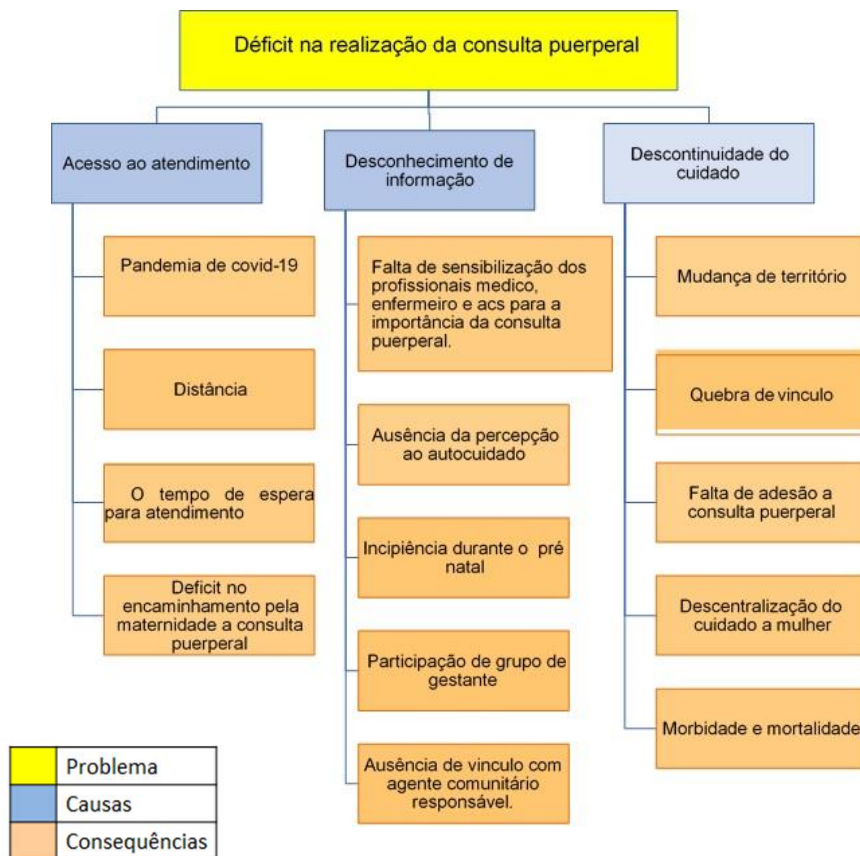 Déficit na realização da consulta puerperal
Acesso ao atendimento
Pandemia de covid-19
Distância
O tempo de espera
para atendimento
Deficit no
encaminhamento pela
maternidade a consulta
puerperal
Desconhecimento de
informação
Falta de sensibilização dos
profissionais medico,
enfermeiro e acs para a
importância da consulta
puerperal.
Ausência da percepção
ao autocuidado
Incipiência durante o pré
natal
Participação de grupo de
gestante
Ausência de vinculo com
agente comunitário
responsável.
Descontinuidade do
cuidado
Mudança de território
Quebra de vinculo
Falta de adesão a
consulta puerperal
Descentralização do
cuidado a mulher
Morbidade e mortalidade
Problema
Causas
Consequências